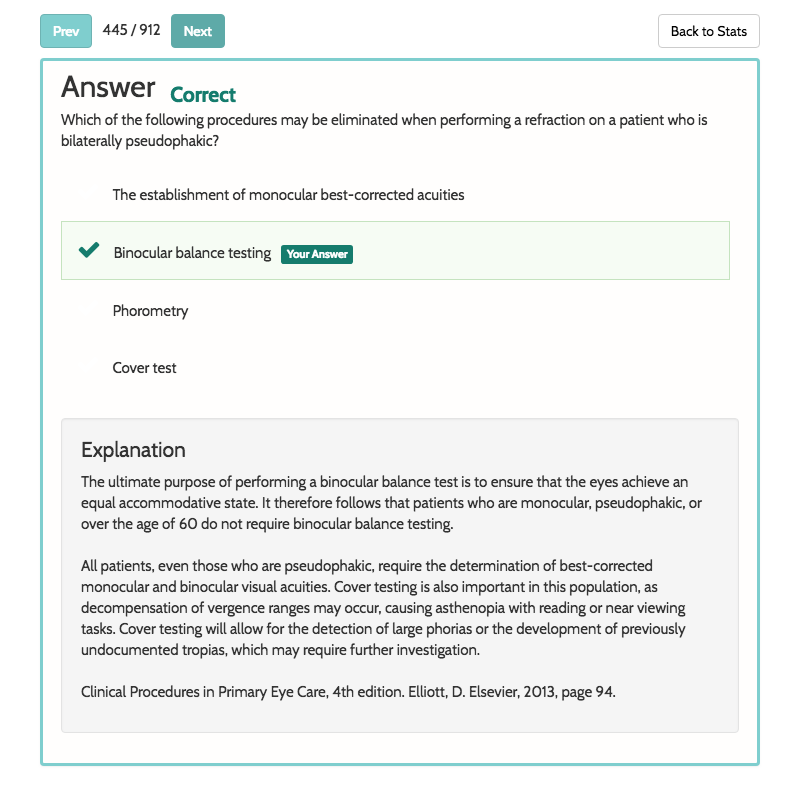 Prev 445 / 912 Next Back to Stats
Answer Correct
Which of the following procedures may be eliminated when performing a refraction on a patient who is
bilaterally pseudophakic?
The establishment of monocular best-corrected acuities
Binocular balance testing Your Answer
Phorometry
Cover test
Explanation
The ultimate purpose of performing a binocular balance test is to ensure that the eyes achieve an
equal accommodative state. It therefore follows that patients who are monocular, pseudophakic, or
over the age of 60 do not require binocular balance testing.
All patients, even those who are pseudophakic, require the determination of best-corrected
monocular and binocular visual acuities. Cover testing is also important in this population, as
decompensation of vergence ranges may occur, causing asthenopia with reading or near viewing
tasks. Cover testing will allow for the detection of large phorias or the development of previously
undocumented tropias, which may require further investigation.
Clinical Procedures in Primary Eye Care, 4th edition. Elliott, D. Elsevier, 2013, page 94.